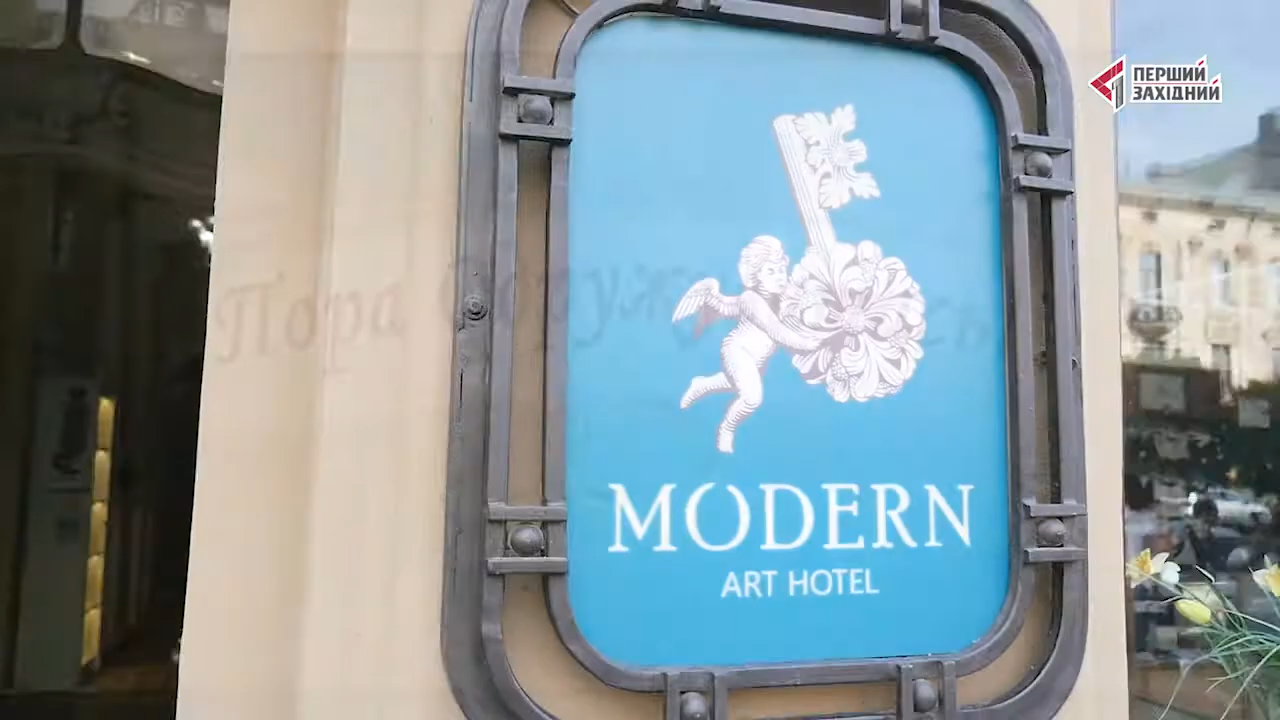 ПЕРШИЙ
ЗАХІДНИЙ
Пора
MODERN
ART HOTEL